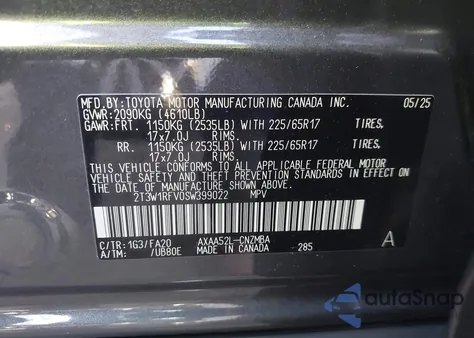 MFD.BY:TOYOTA MOTOR MANUFACTURING CANADA INC. 05/25
GVWR:2090KG (4610LB)
GAWR:FRT. 1150KG (2535LB) WITH 225/65R17 TIRES.
17x7.0J RIMS.
RR. 1150KG (2535LB) WITH 225/65R17 TIRES.
17x7.0J RIMS.
THIS VEHICLE CONFORMS TO ALL APPLICABLE FEDERAL MOTOR
VEHICLE SAFETY AND THEFT PREVENTION STANDARDS IN EFFECT
ON THE DATE OF MANUFACTURE SHOWN ABOVE.
2T3W1RFV0SW399022 MPV
C/TR:1G3/FA20 AXAA52L-CNZMBA A
A/TM: /UB80E MADE IN CANADA 285
autoSnap